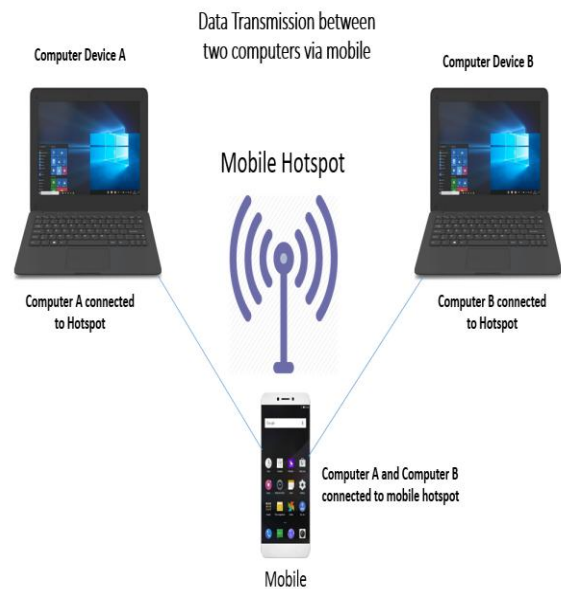 Data Transmission between
two computers via mobile
Computer Device A
Computer Device B
Mobile Hotspot
Computer A connected
to Hotspot
Computer B connected
to Hotspot
Computer A and Computer B
connected to mobile hotspot
Mobile